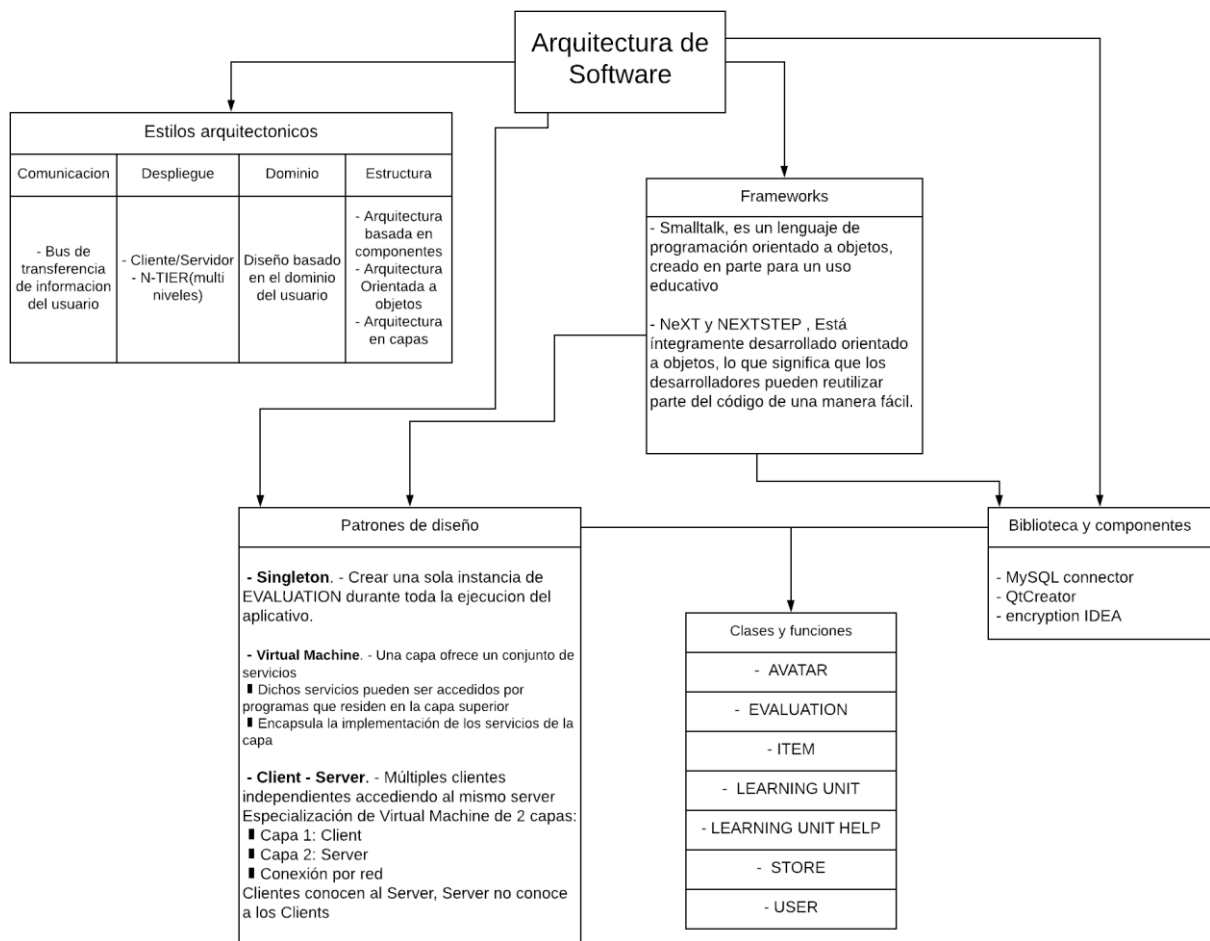 Arquitectura de
Software
Estilos arquitectonicos
Comunicacion
Despliegue
Dominio
Estructura
- Bus de
transferencia
de informacion
del usuario
- Cliente/Servidor
- N-TIER(multi
niveles)
Diseño basado
en el dominio
del usuario
- Arquitectura
basada en
componentes
- Arquitectura
Orientada a
objetos
- Arquitectura
en capas
Frameworks
- Smalltalk, es un lenguaje de
programación orientado a objetos,
creado en parte para un uso
educativo
- NeXT y NEXTSTEP , Está
íntegramente desarrollado orientado
a objetos, lo que significa que los
desarrolladores pueden reutilizar
parte del código de una manera fácil.
Patrones de diseño
- Singleton. - Crear una sola instancia de
EVALUATION durante toda la ejecucion del
aplicativo.
- Virtual Machine. - Una capa ofrece un conjunto de
servicios
▮ Dichos servicios pueden ser accedidos por
programas que residen en la capa superior
▮ Encapsula la implementación de los servicios de la
capa
- Client - Server. - Múltiples clientes
independientes accediendo al mismo server
Especialización de Virtual Machine de 2 capas:
▮ Capa 1: Client
▮ Capa 2: Server
▮ Conexión por red
Clientes conocen al Server, Server no conoce
a los Clients
Biblioteca y componentes
- MySQL connector
- QtCreator
- encryption IDEA
Clases y funciones
- AVATAR
- EVALUATION
- ITEM
- LEARNING UNIT
- LEARNING UNIT HELP
- STORE
- USER